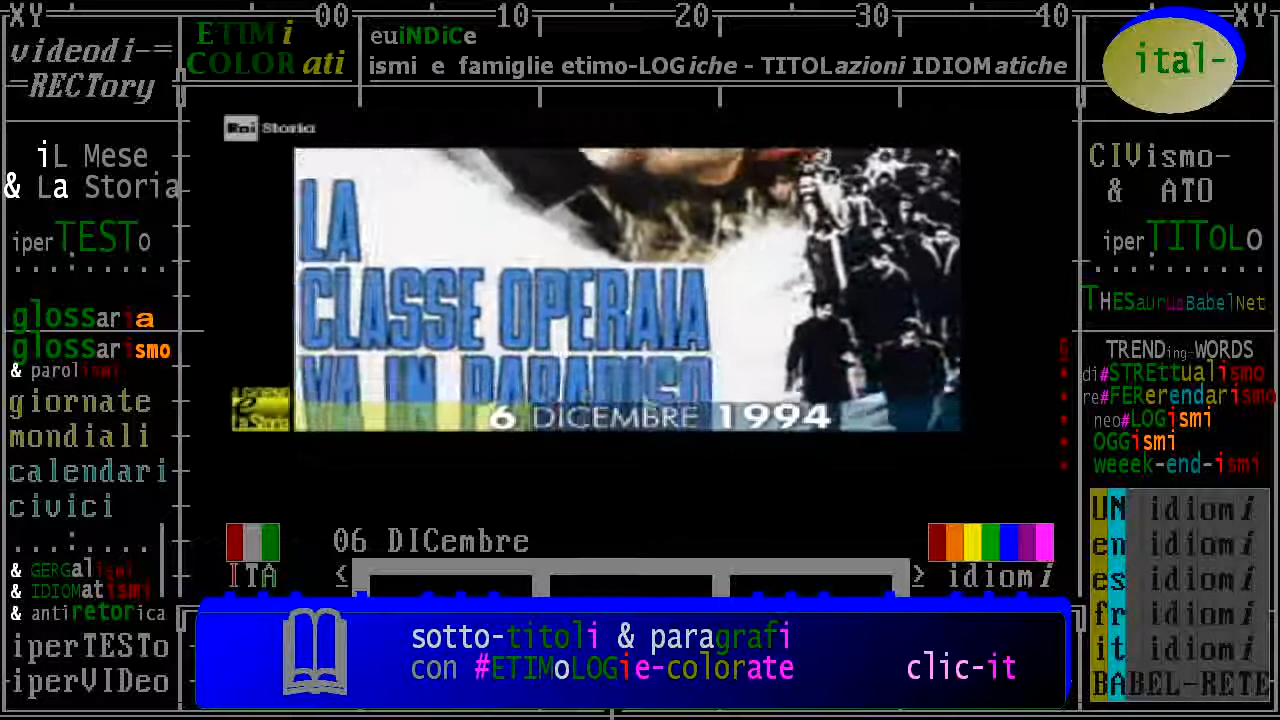 XY 00 10 20 30 40 XY
videodi-=
=RECTory
ETIMi
COLORati
euiNDiCe
ismi e famiglie etimo-LOGiche - TITOLazioni IDIOMatiche
ital-
iL Mese
& La Storia
iperTESTo
glossaria
glossarismo
& parolismi
giornate
mondiali
calendari
civici
& GERGalismi
& IDIOMatismi
& antiretorica
iperTESTo
iperVIDeo
Rai Storia
LA
CLASSE OPERAIA
VA IN PARADISO
6 DICEMBRE 1994
ITA
06 DICembre
< > idiomi
sotto-titoli & paragrafi
con #ETIMoLOGie-colorate clic-it
CIVismo-
& ATO
iperTITOLO
THESaurusBabelNet
TRENDing-WORDS
di#STREttualismo
re#FERerendarismo
neo#LOGismi
OGGismi
weeek-end-ismi
UN idiomi
en idiomi
es idiomi
fr idiomi
it idiomi
BABEL-RETE